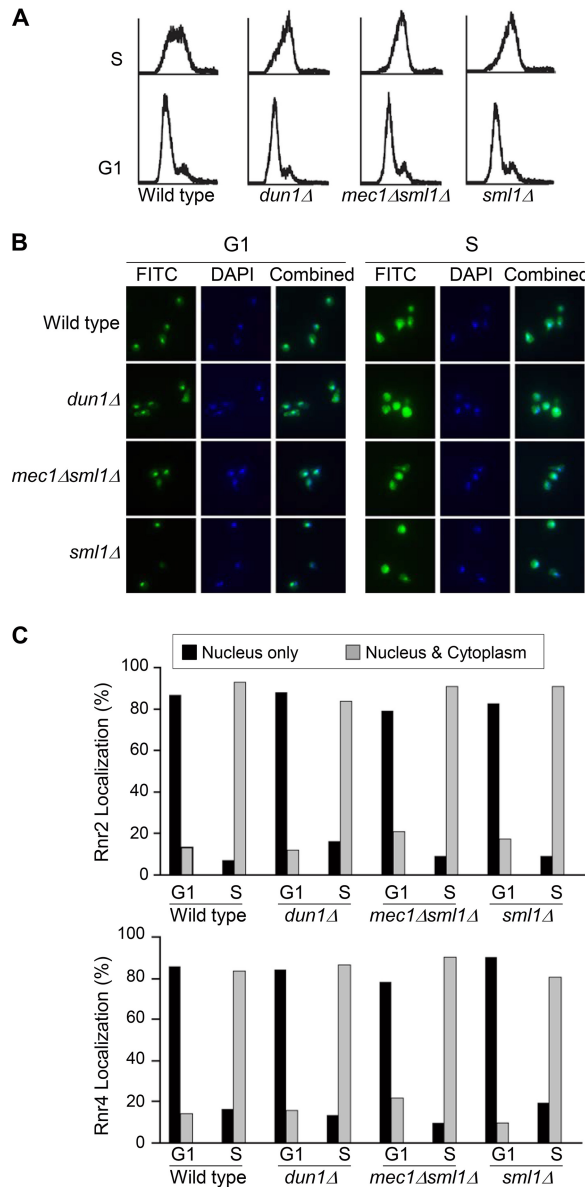 A
S
G1
Wild type dun1Δ mec1Δsml1Δ sml1Δ
B
G1 S
FITC DAPI Combined FITC DAPI Combined
Wild type
dun1Δ
mec1Δsml1Δ
sml1Δ
C
Nucleus only Nucleus & Cytoplasm
Rnr2 Localization (%)
100
80
60
40
20
0
G1 S G1 S G1 S G1 S
Wild type dun1Δ mec1Δsml1Δ sml1Δ
Rnr4 Localization (%)
100
80
60
40
20
0
G1 S G1 S G1 S G1 S
Wild type dun1Δ mec1Δsml1Δ sml1Δ